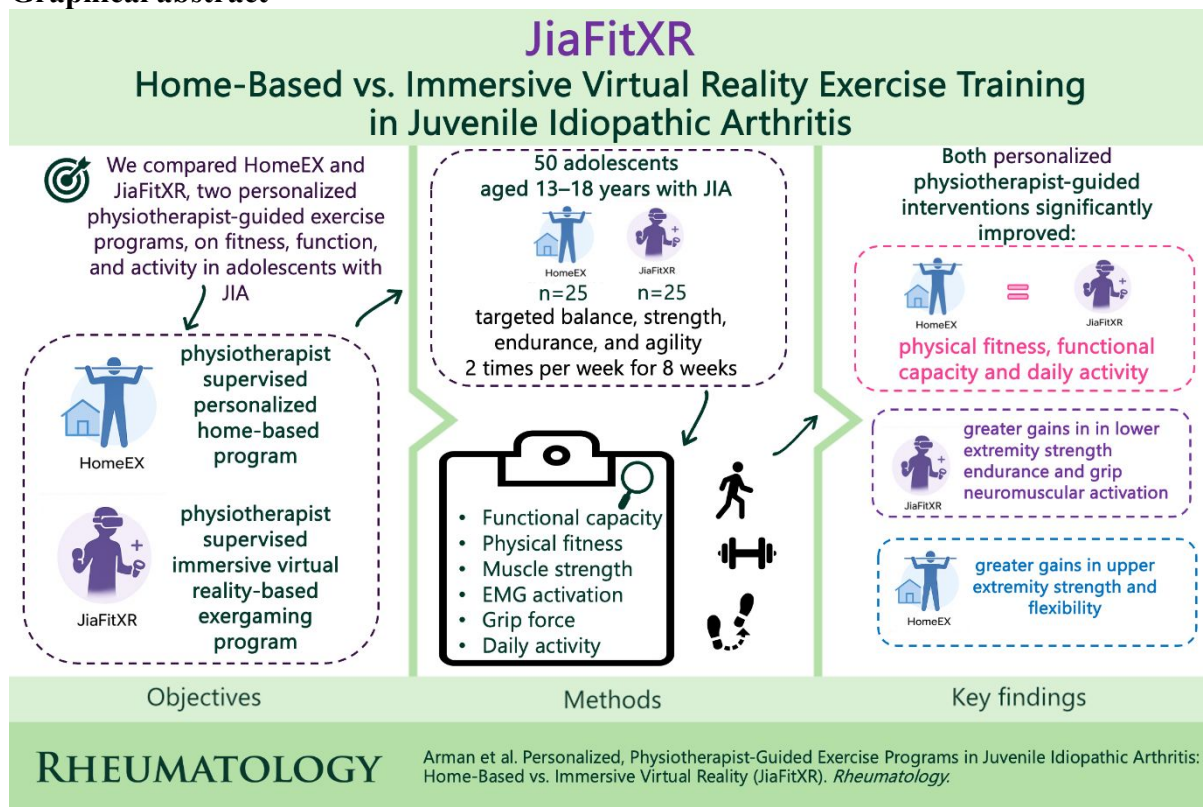 Graphical abstract
JiaFitXR
Home-Based vs. Immersive Virtual Reality Exercise Training
in Juvenile Idiopathic Arthritis
We compared HomeEX and
JiaFitXR, two personalized
physiotherapist-guided exercise
programs, on fitness, function,
and activity in adolescents with
JIA
HomeEX
physiotherapist
supervised
personalized
home-based
program
JiaFitXR
physiotherapist
supervised
immersive virtual
reality-based
exergaming
program
Objectives
50 adolescents
aged 13–18 years with JIA
HomeEX
JiaFitXR
n=25
n=25
targeted balance, strength,
endurance, and agility
2 times per week for 8 weeks
• Functional capacity
• Physical fitness
• Muscle strength
• EMG activation
• Grip force
• Daily activity
Methods
Both personalized
physiotherapist-guided
interventions significantly
improved:
HomeEX
=
JiaFitXR
physical fitness, functional
capacity and daily activity
JiaFitXR
greater gains in in lower
extremity strength
endurance and grip
neuromuscular activation
HomeEX
greater gains in upper
extremity strength and
flexibility
Key findings
RHEUMATOLOGY
Arman et al. Personalized, Physiotherapist-Guided Exercise Programs in Juvenile Idiopathic Arthritis:
Home-Based vs. Immersive Virtual Reality (JiaFitXR). Rheumatology.